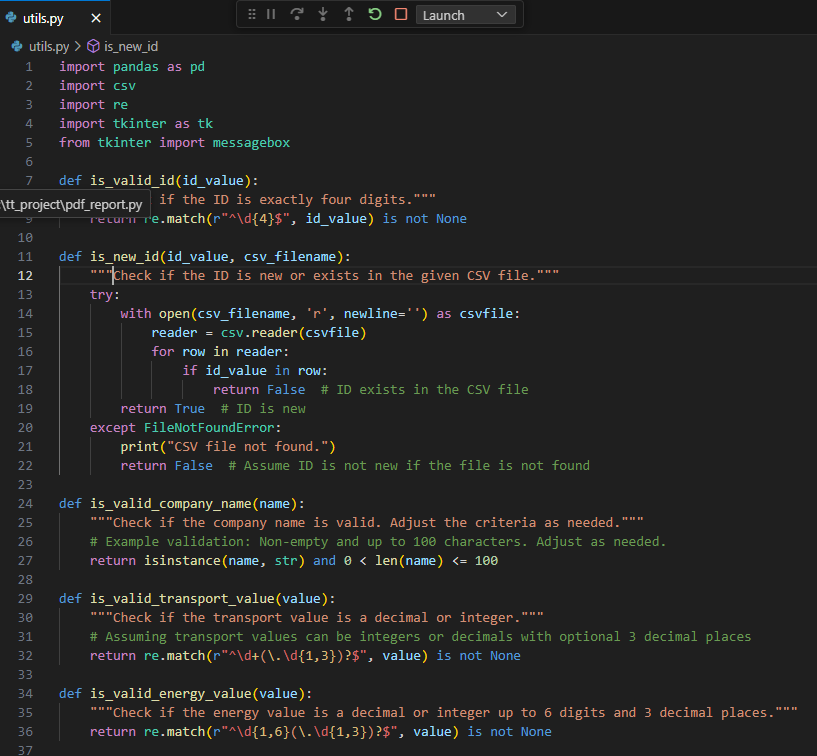 utils.py
Launch
utils.py > is_new_id
1 import pandas as pd
2 import csv
3 import re
4 import tkinter as tk
5 from tkinter import messagebox
6
7 def is_valid_id(id_value):
\tt_project\pdf_report.py
if the ID is exactly four digits."""
9 return re.match(r"^\d{4}$", id_value) is not None
10
11 def is_new_id(id_value, csv_filename):
12 """Check if the ID is new or exists in the given CSV file."""
13 try:
14 with open(csv_filename, 'r', newline='') as csvfile:
15 reader = csv.reader(csvfile)
16 for row in reader:
17 if id_value in row:
18 return False  # ID exists in the CSV file
19 return True  # ID is new
20 except FileNotFoundError:
21 print("CSV file not found.")
22 return False  # Assume ID is not new if the file is not found
23
24 def is_valid_company_name(name):
25 """Check if the company name is valid. Adjust the criteria as needed."""
26 # Example validation: Non-empty and up to 100 characters. Adjust as needed.
27 return isinstance(name, str) and 0 < len(name) <= 100
28
29 def is_valid_transport_value(value):
30 """Check if the transport value is a decimal or integer."""
31 # Assuming transport values can be integers or decimals with optional 3 decimal places
32 return re.match(r"^\d+(\.\d{1,3})?$", value) is not None
33
34 def is_valid_energy_value(value):
35 """Check if the energy value is a decimal or integer up to 6 digits and 3 decimal places."""
36 return re.match(r"^\d{1,6}(\.\d{1,3})?$", value) is not None
37